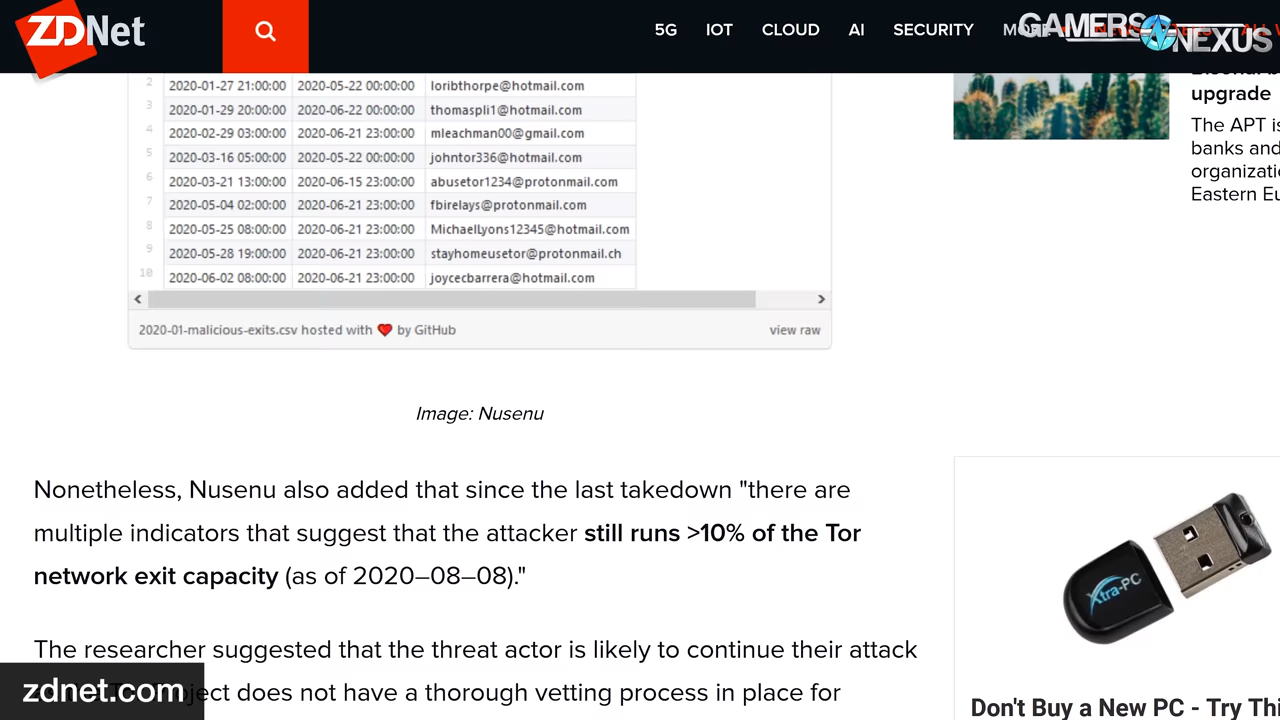 ZDNet
5G IOT CLOUD AI SECURITY
GAMERS NEXUS
2 2020-01-27 21:00:00 2020-05-22 00:00:00 loribthorpe@hotmail.com
3 2020-01-29 20:00:00 2020-06-22 00:00:00 thomaspli1@hotmail.com
4 2020-02-29 03:00:00 2020-06-21 23:00:00 mleachman00@gmail.com
5 2020-03-16 05:00:00 2020-05-22 00:00:00 johntor336@hotmail.com
6 2020-03-21 13:00:00 2020-06-15 23:00:00 abusetor1234@protonmail.com
7 2020-05-04 02:00:00 2020-06-21 23:00:00 fbirelays@protonmail.com
8 2020-05-25 08:00:00 2020-06-21 23:00:00 MichaelLyons12345@hotmail.com
9 2020-05-28 19:00:00 2020-06-21 23:00:00 stayhomeusetor@protonmail.ch
10 2020-06-02 08:00:00 2020-06-21 23:00:00 joycecbarrera@hotmail.com
2020-01-malicious-exits.csv hosted with ❤ by GitHub view raw
Image: Nusenu
Nonetheless, Nusenu also added that since the last takedown "there are
multiple indicators that suggest that the attacker still runs >10% of the Tor
network exit capacity (as of 2020–08–08)."
The researcher suggested that the threat actor is likely to continue their attack
does not have a thorough vetting process in place for
zdnet.com
upgrade
The APT is
banks and
organizati
Eastern Eu
Xtra-PC
Don't Buy a New PC - Try Thi